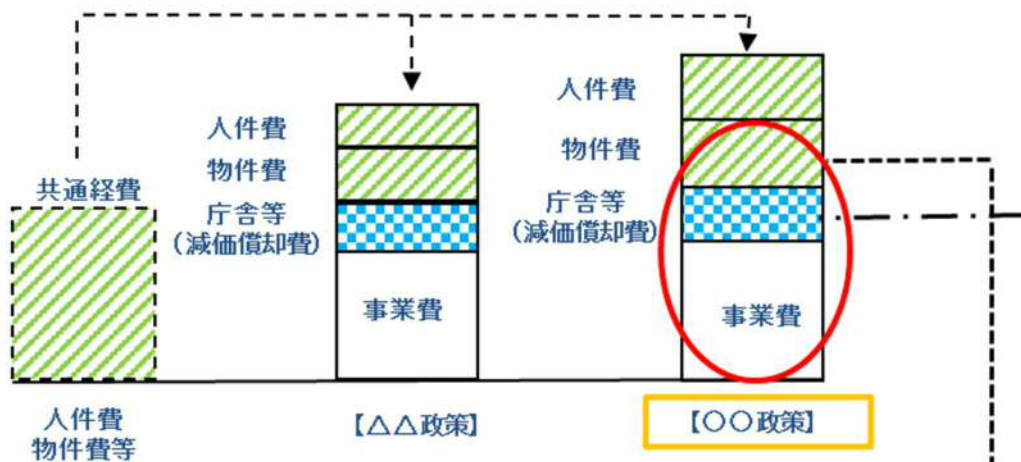 共通経費
人件費
物件費等
人件費
物件費
庁舎等
（減価償却費）
事業費
【△△政策】
人件費
物件費
庁舎等
（減価償却費）
事業費
【○○政策】